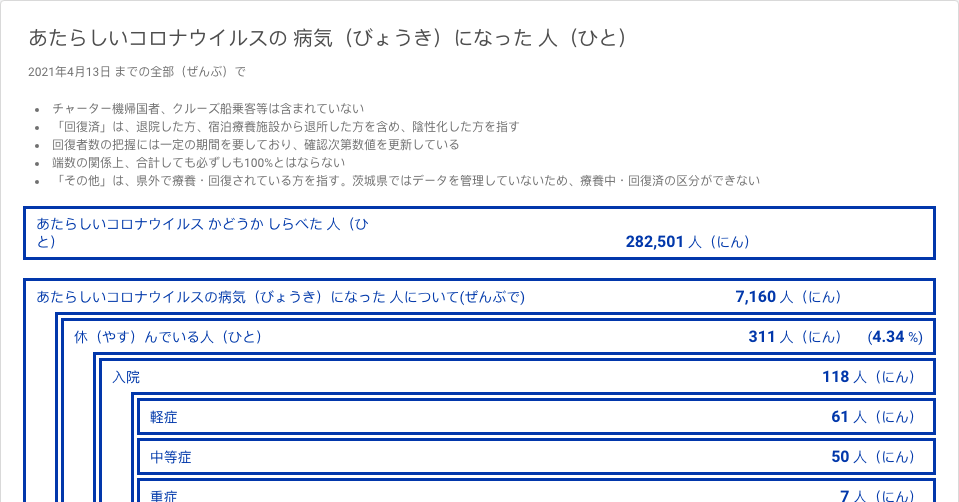 あたらしいコロナウイルスの 病気（びょうき）になった 人（ひと）
2021年4月13日 までの全部（ぜんぶ）で
• チャーター機帰国者、クルーズ船乗客等は含まれていない
• 「回復済」は、退院した方、宿泊療養施設から退所した方を含め、陰性化した方を指す
• 回復者数の把握には一定の期間を要しており、確認次第数値を更新している
• 端数の関係上、合計しても必ずしも100%とはならない
• 「その他」は、県外で療養・回復されている方を指す。茨城県ではデータを管理していないため、療養中・回復済の区分ができない
あたらしいコロナウイルス かどうか しらべた 人（ひ
と） 282,501 人（にん）
あたらしいコロナウイルスの病気（びょうき）になった 人について(ぜんぶで) 7,160 人（にん）
休（やす）んでいる人（ひと） 311 人（にん） (4.34 %)
入院 118 人（にん）
軽症 61 人（にん）
中等症 50 人（にん）
重症 7 人（にん）